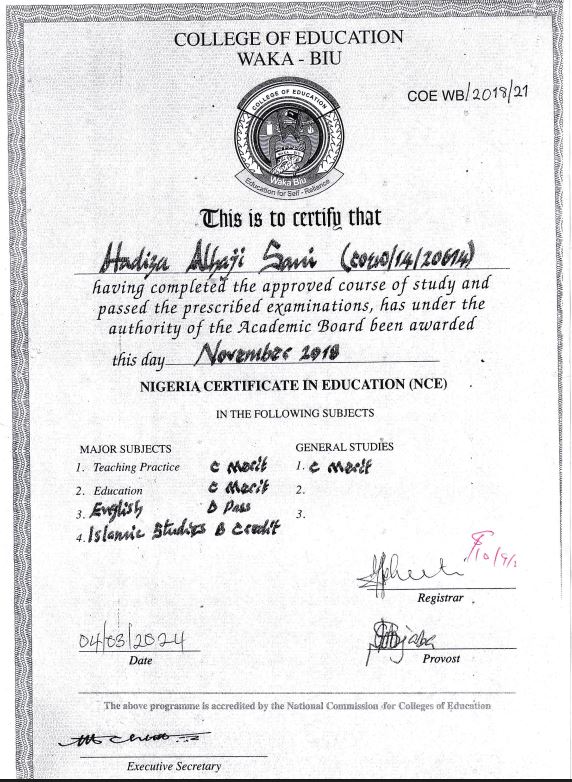 COLLEGE OF EDUCATION
WAKA - BIU
COE WB/2018/21
COLLEGE OF EDUCATION
Waka Biu
Education for Self - Reliance
This is to certify that
Hadiza Alhaji Sani (COEW/14/20614)
having completed the approved course of study and
passed the prescribed examinations, has under the
authority of the Academic Board been awarded
this day November 2018
NIGERIA CERTIFICATE IN EDUCATION (NCE)
IN THE FOLLOWING SUBJECTS
MAJOR SUBJECTS
1. Teaching Practice C Merit
2. Education C Merit
3. English D Pass
4. Islamic Studies B Credit
GENERAL STUDIES
1. C Merit
2.
3.
Registrar
04/03/2024
Date
Provost
The above programme is accredited by the National Commission for Colleges of Education
Executive Secretary